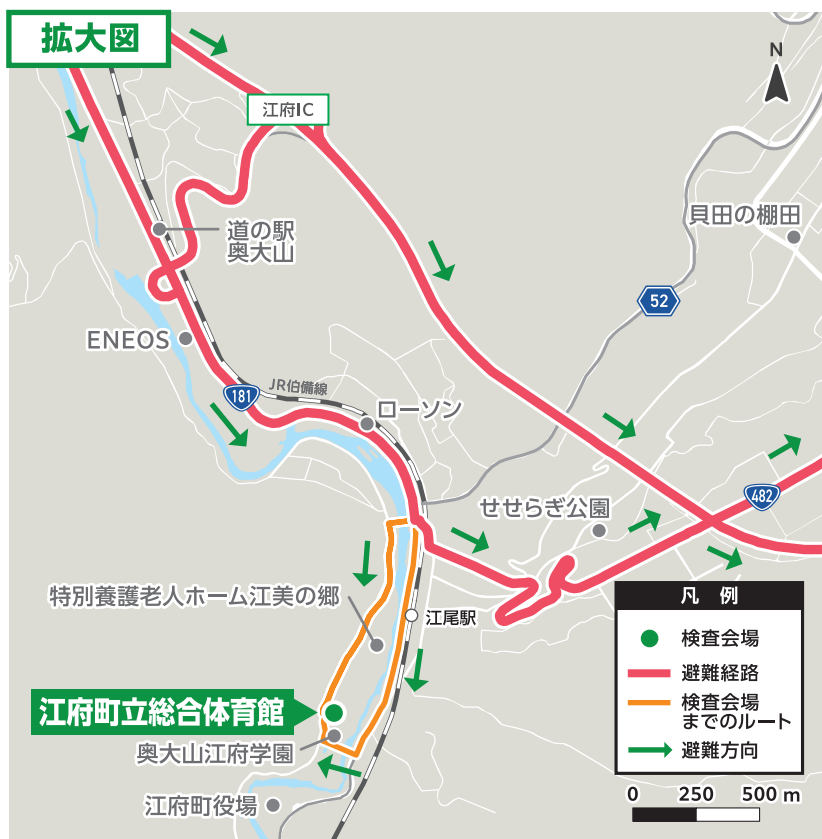 拡大図
N
江府IC
道の駅
奥大山
貝田の棚田
52
ENEOS
JR伯備線
181
ローソン
482
せせらぎ公園
特別養護老人ホーム江美の郷
江尾駅
江府町立総合体育館
奥大山江府学園
江府町役場
凡 例
検査会場
避難経路
検査会場
までのルート
避難方向
0 250 500 m